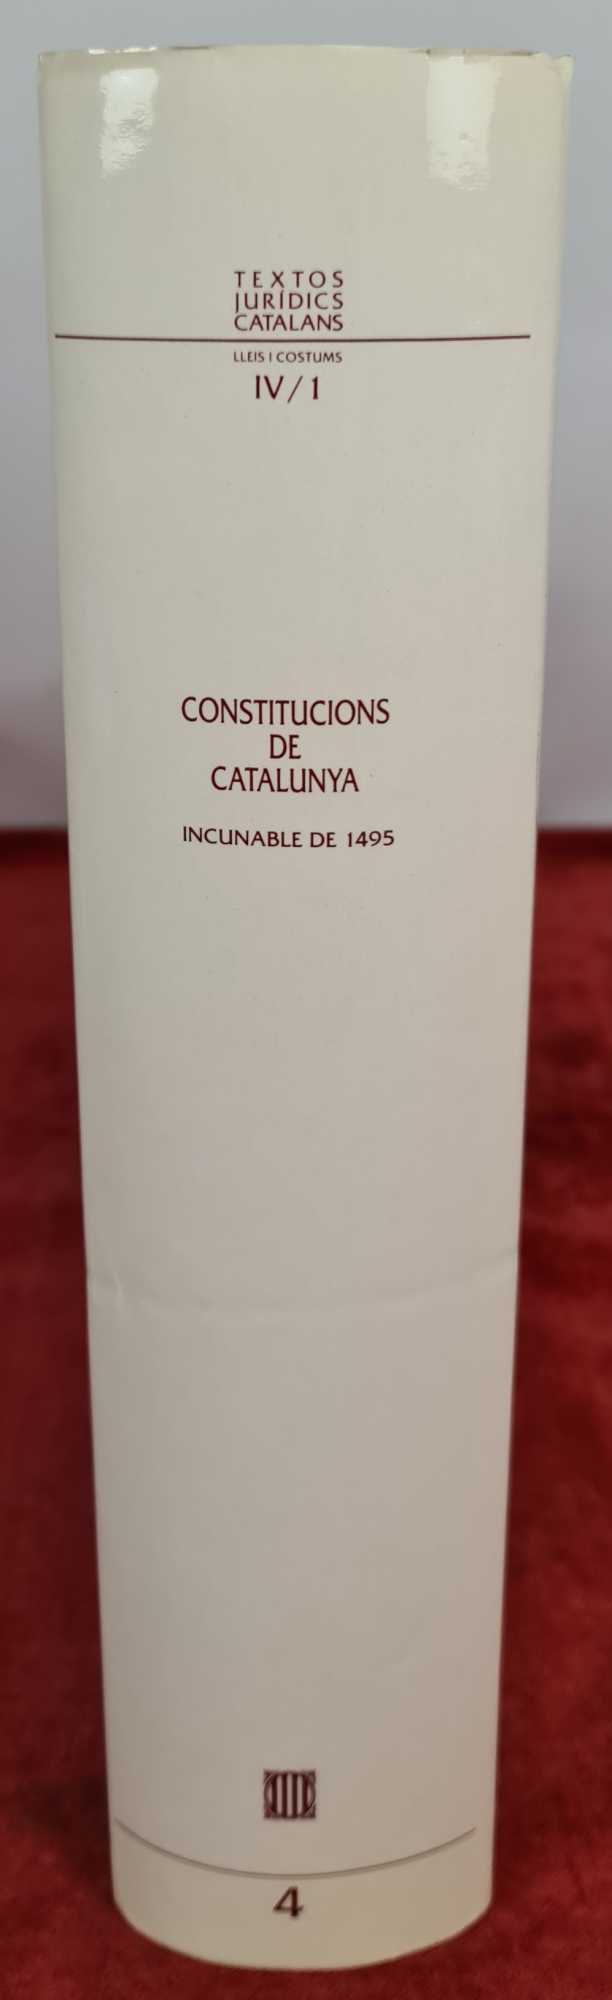 TEXTOS
JURÍDICS
CATALANS
LLEIS I COSTUMS
IV/1
CONSTITUCIONS
DE
CATALUNYA
INCUNABLE DE 1495
4